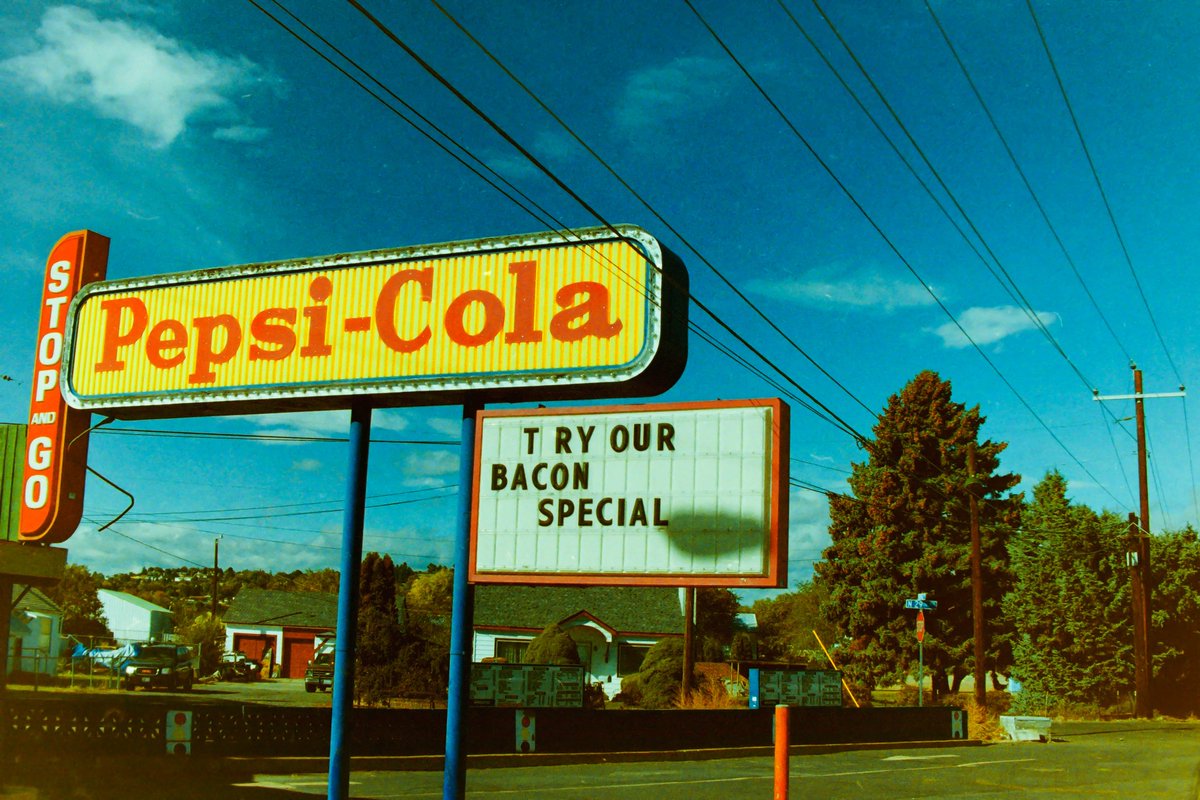 STOP
AND
GO
Pepsi-Cola
TRY OUR
BACON
SPECIAL